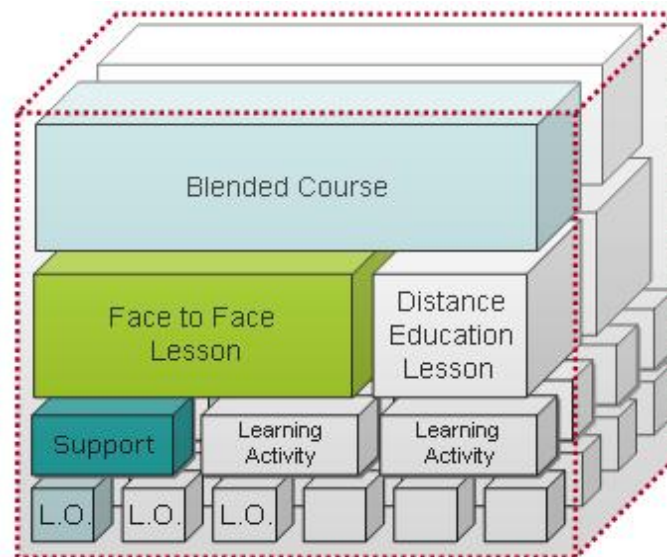 Blended Course
Face to Face
Lesson
Distance
Education
Lesson
Support
Learning
Activity
Learning
Activity
L.O.
L.O.
L.O.